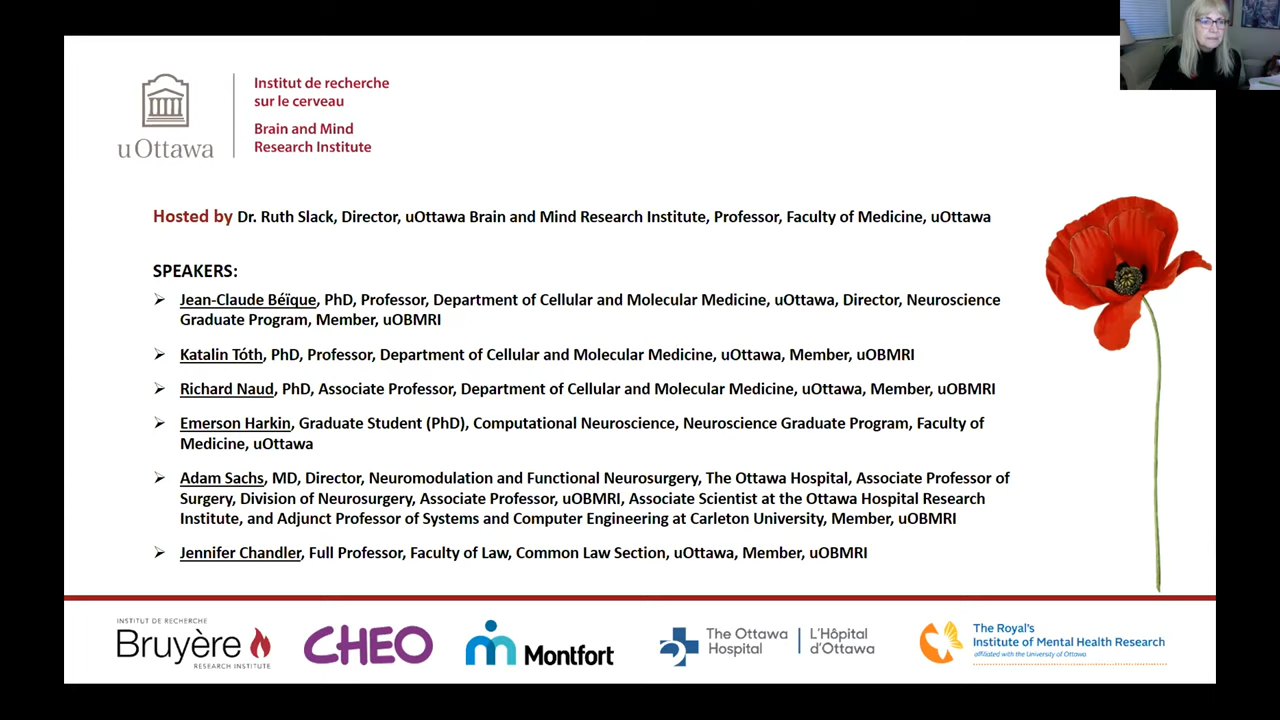 uOttawa
Institut de recherche
sur le cerveau
Brain and Mind
Research Institute
Hosted by Dr. Ruth Slack, Director, uOttawa Brain and Mind Research Institute, Professor, Faculty of Medicine, uOttawa
SPEAKERS:
➢ Jean-Claude Béïque, PhD, Professor, Department of Cellular and Molecular Medicine, uOttawa, Director, Neuroscience
Graduate Program, Member, uOBMRI
➢ Katalin Tóth, PhD, Professor, Department of Cellular and Molecular Medicine, uOttawa, Member, uOBMRI
➢ Richard Naud, PhD, Associate Professor, Department of Cellular and Molecular Medicine, uOttawa, Member, uOBMRI
➢ Emerson Harkin, Graduate Student (PhD), Computational Neuroscience, Neuroscience Graduate Program, Faculty of
Medicine, uOttawa
➢ Adam Sachs, MD, Director, Neuromodulation and Functional Neurosurgery, The Ottawa Hospital, Associate Professor of
Surgery, Division of Neurosurgery, Associate Professor, uOBMRI, Associate Scientist at the Ottawa Hospital Research
Institute, and Adjunct Professor of Systems and Computer Engineering at Carleton University, Member, uOBMRI
➢ Jennifer Chandler, Full Professor, Faculty of Law, Common Law Section, uOttawa, Member, uOBMRI
INSTITUT DE RECHERCHE
Bruyère
RESEARCH INSTITUTE
CHEO
Montfort
The Ottawa
Hospital
L'Hôpital
d'Ottawa
The Royal's
Institute of Mental Health Research
affiliated with the University of Ottawa